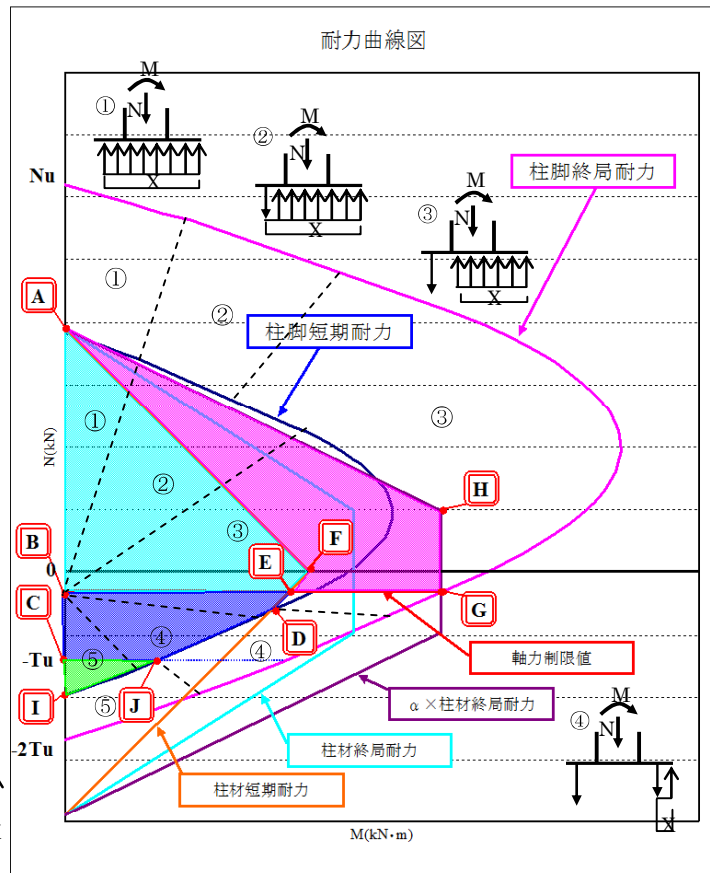 耐力曲線図
M
① N
X
M
② N
X
M
③ N
X
柱脚終局耐力
Nu
①
A
②
柱脚短期耐力
①
③
N(kN)
②
H
③
F
B
E
0
C
G
D
④
④
-Tu
軸力制限値
⑤
I
⑤
J
α×柱材終局耐力
M
④ N
X
-2Tu
柱材終局耐力
柱材短期耐力
M(kN・m)